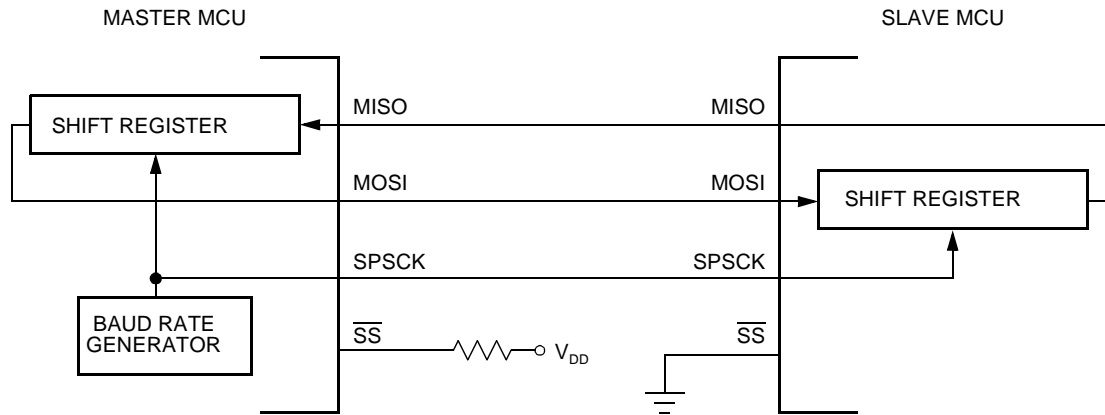 MASTER MCU
SLAVE MCU
SHIFT REGISTER
MISO
MISO
MOSI
MOSI
SHIFT REGISTER
SPSCK
SPSCK
BAUD RATE
GENERATOR
SS
VDD
SS